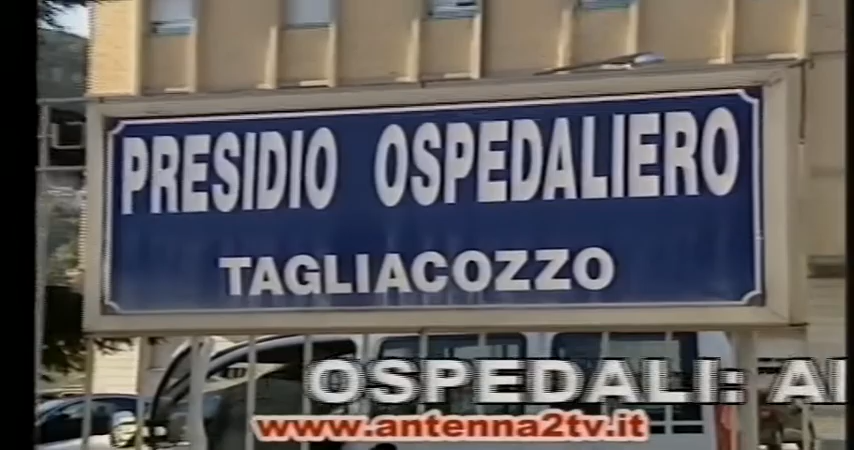 PRESIDIO OSPEDALIERO
TAGLIACOZZO
OSPEDALI:
www.antenna2tv.it